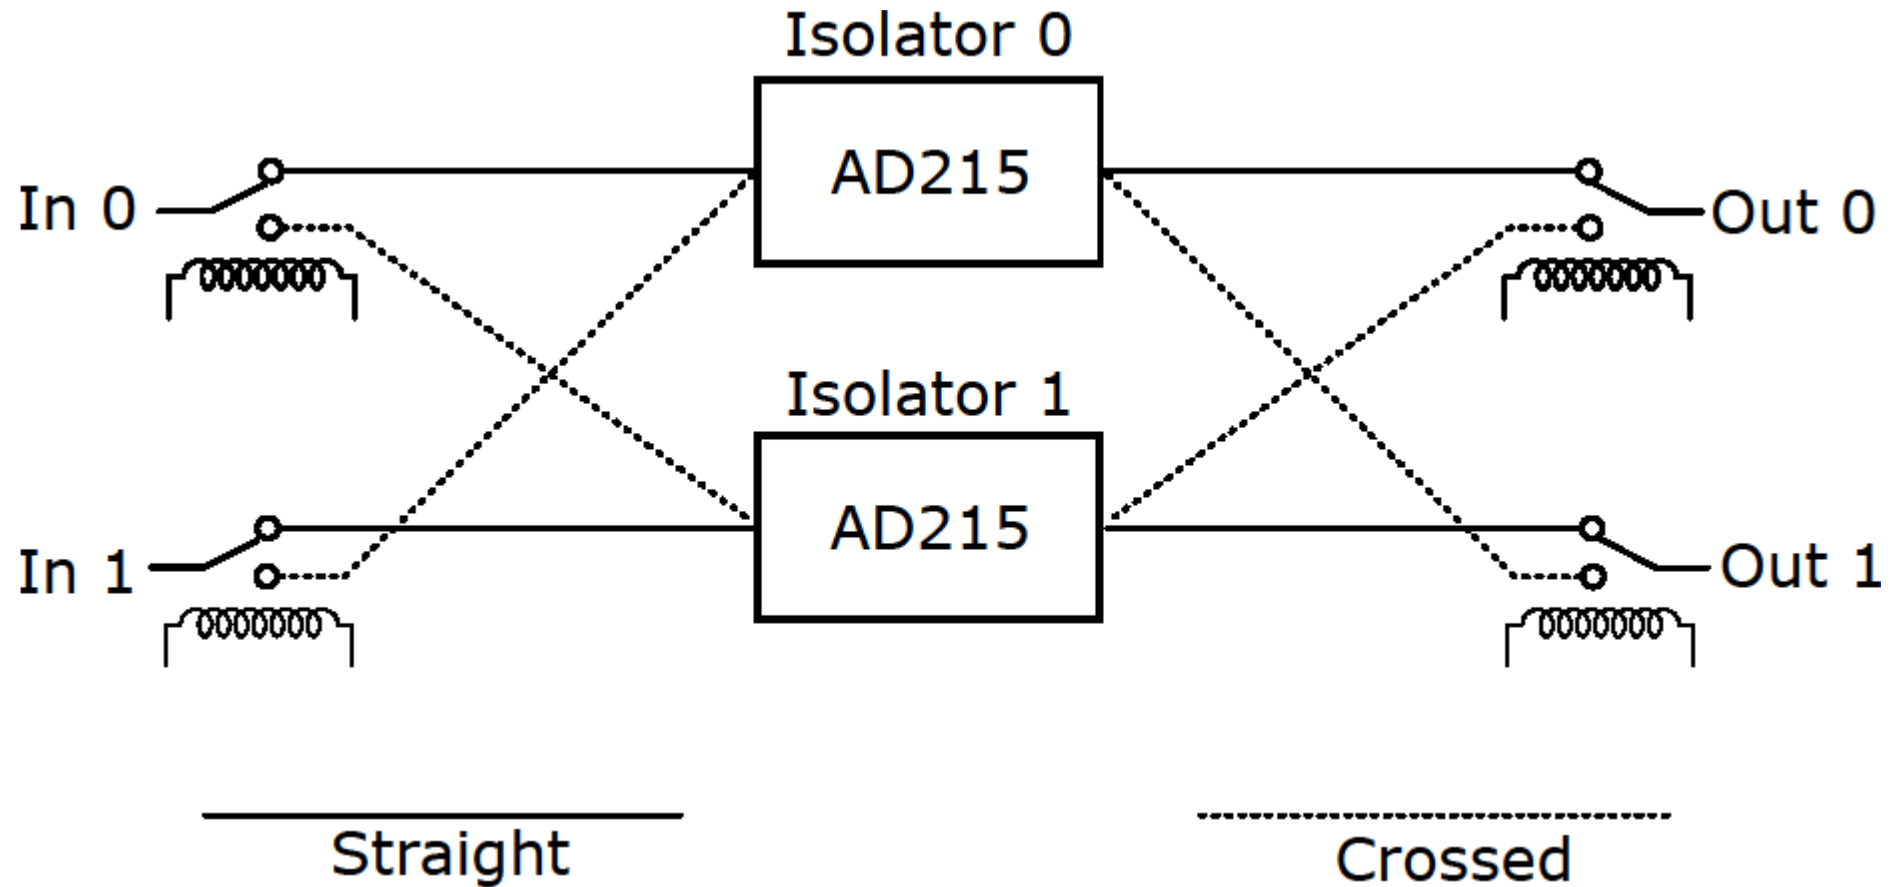 Isolator 0
AD215
In 0
Out 0
Isolator 1
AD215
In 1
Out 1
Straight
Crossed